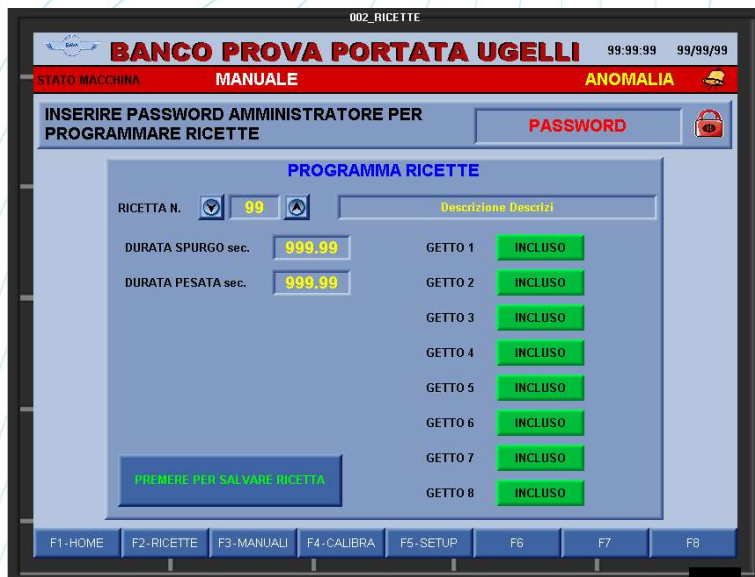 002_RICETTE
BANCO PROVA PORTATA UGELLI 99:99:99 99/99/99
STATO MACCHINA MANUALE ANOMALIA
INSERIRE PASSWORD AMMINISTRATORE PER
PROGRAMMARE RICETTE
PASSWORD
PROGRAMMA RICETTE
RICETTA N. 99 Descrizione Descrizi
DURATA SPURGO sec. 999.99 GETTO 1 INCLUSO
DURATA PESATA sec. 999.99 GETTO 2 INCLUSO
GETTO 3 INCLUSO
GETTO 4 INCLUSO
GETTO 5 INCLUSO
GETTO 6 INCLUSO
GETTO 7 INCLUSO
PREMERE PER SALVARE RICETTA
GETTO 8 INCLUSO
F1-HOME F2-RICETTE F3-MANUALI F4-CALIBRA F5-SETUP F6 F7 F8